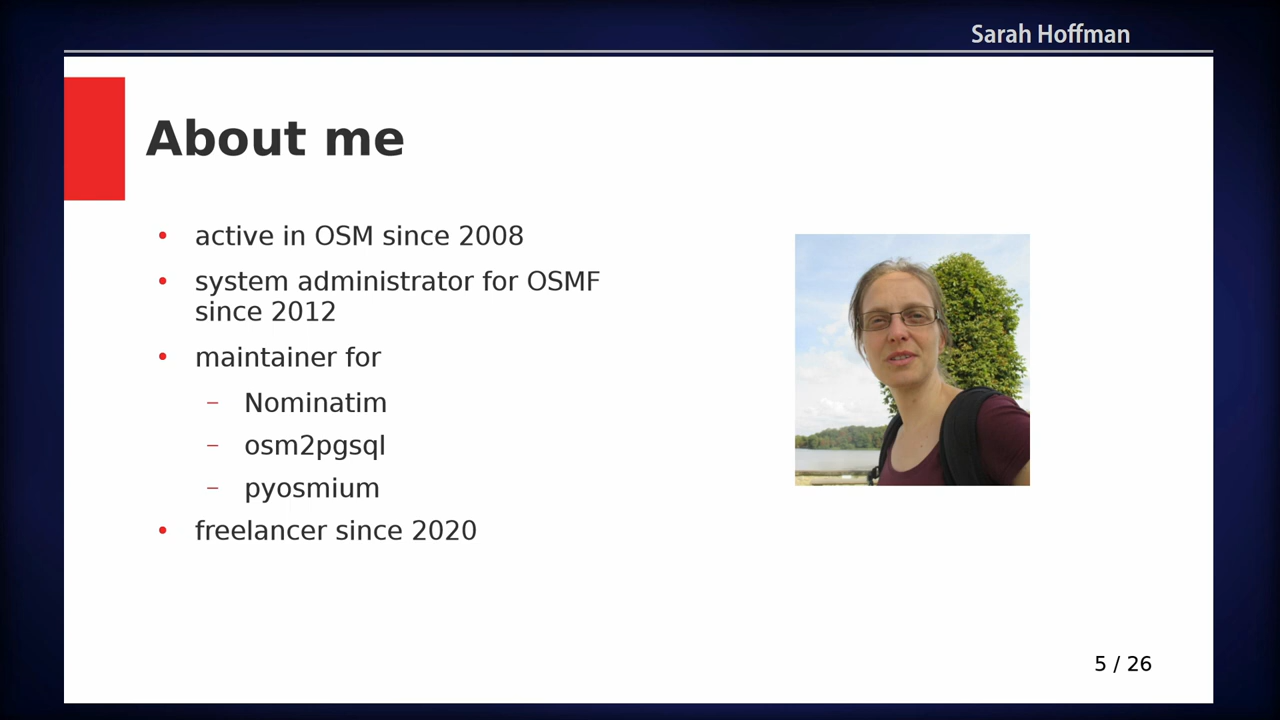 Sarah Hoffman
About me
• active in OSM since 2008
• system administrator for OSMF
since 2012
• maintainer for
– Nominatim
– osm2pgsql
– pyosmium
• freelancer since 2020
5 / 26